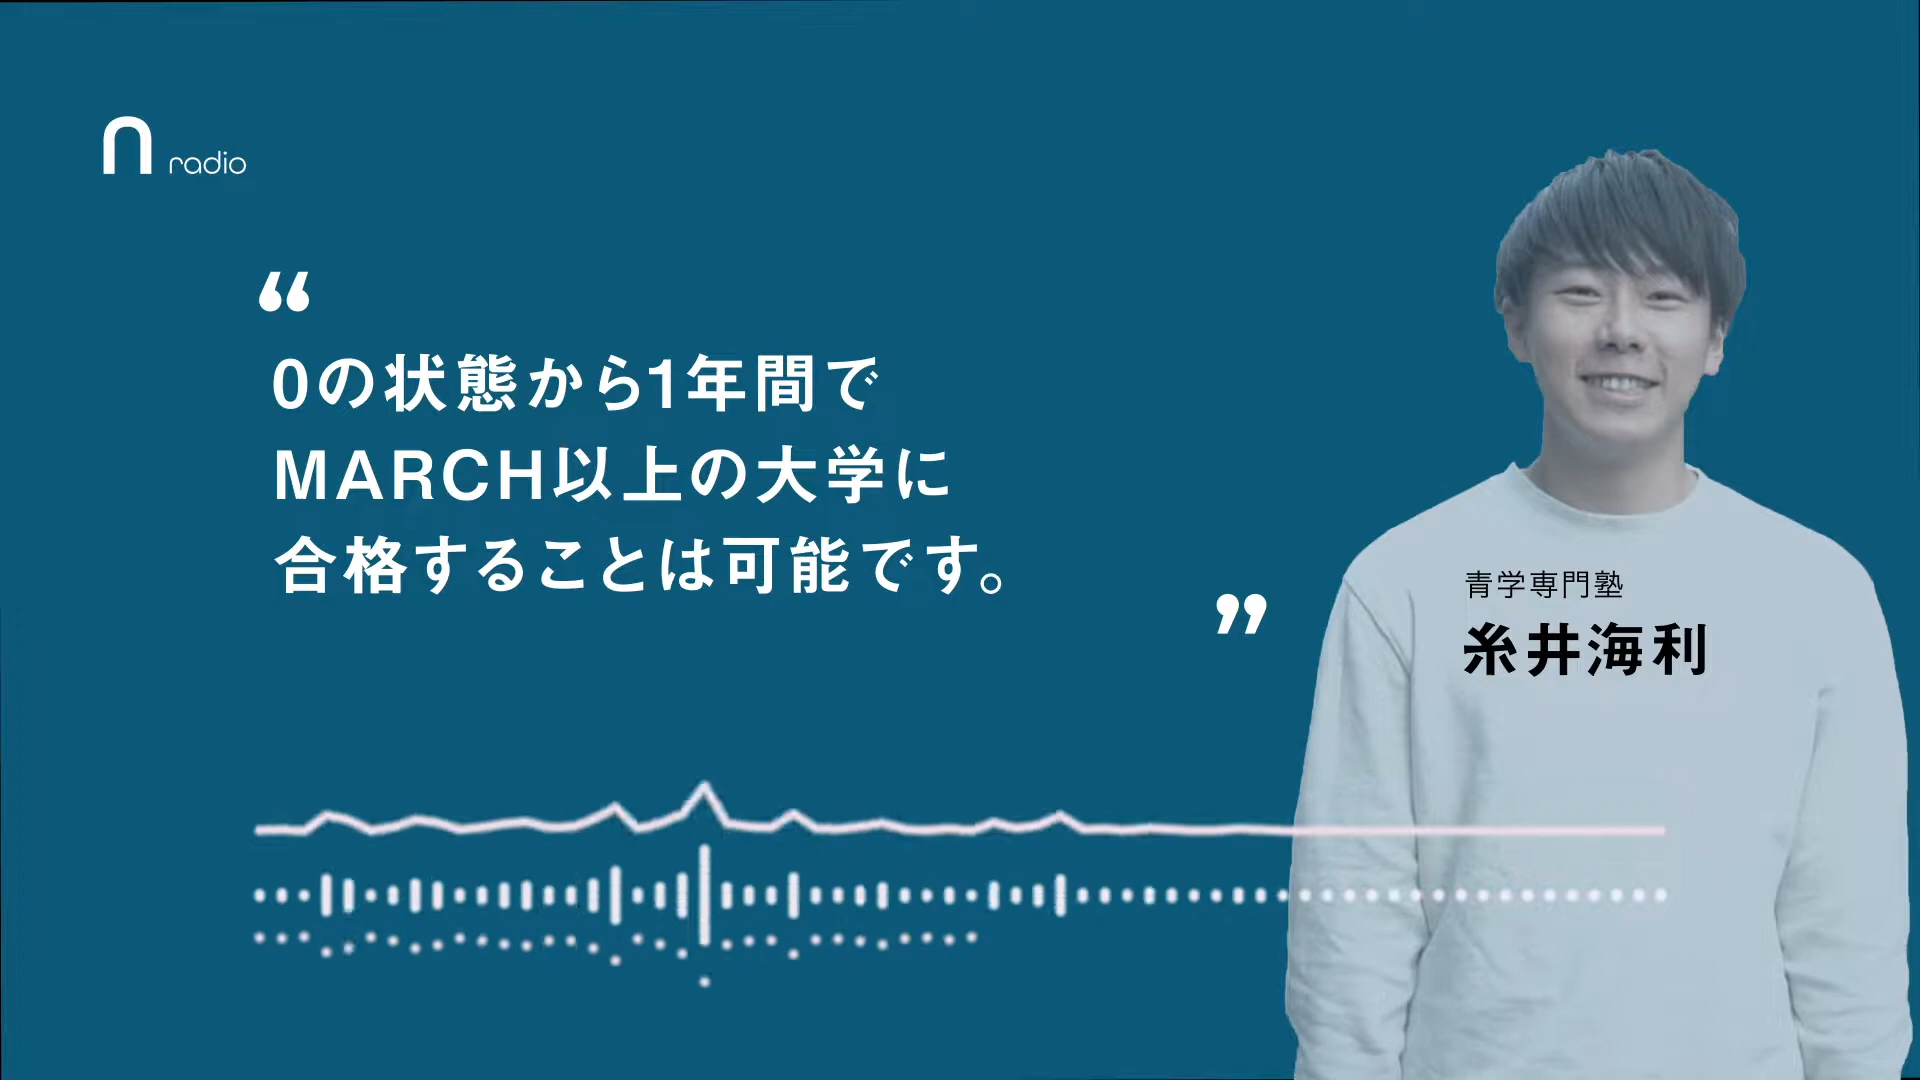 n radio
“
0の状態から1年間で
MARCH以上の大学に
合格することは可能です。
”
青学専門塾
糸井海利